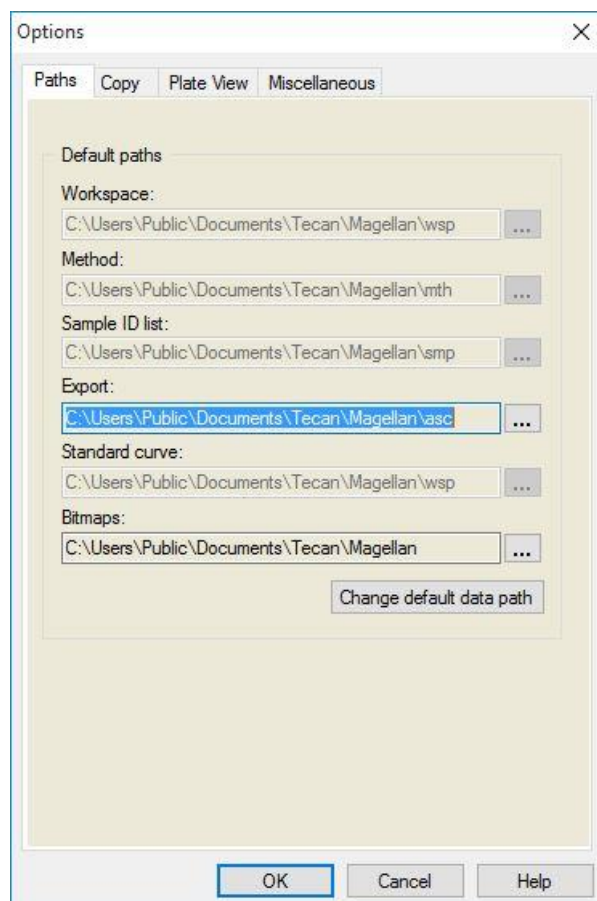 Options
Paths Copy Plate View Miscellaneous
Default paths
Workspace:
C:\Users\Public\Documents\Tecan\Magellan\wsp ...
Method:
C:\Users\Public\Documents\Tecan\Magellan\mth ...
Sample ID list:
C:\Users\Public\Documents\Tecan\Magellan\smp ...
Export:
C:\Users\Public\Documents\Tecan\Magellan\asc ...
Standard curve:
C:\Users\Public\Documents\Tecan\Magellan\wsp ...
Bitmaps:
C:\Users\Public\Documents\Tecan\Magellan ...
Change default data path
OK Cancel Help